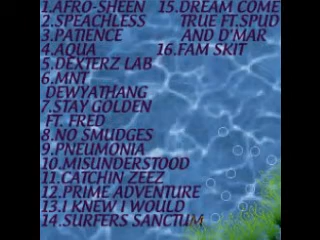 1.AFRO-SHEEN
2.SPEACHLESS
3.PATIENCE
4.AQUA
5.DEXTERZ LAB
6.MNT
DEWYATHANG
7.STAY GOLDEN
FT. FRED
8.NO SMUDGES
9.PNEUMONIA
10.MISUNDERSTOOD
11.CATCHIN ZEEZ
12.PRIME ADVENTURE
13.I KNEW I WOULD
14.SURFERS SANCTUM
15.DREAM COME
TRUE FT.SPUD
AND D'MAR
16.FAM SKIT